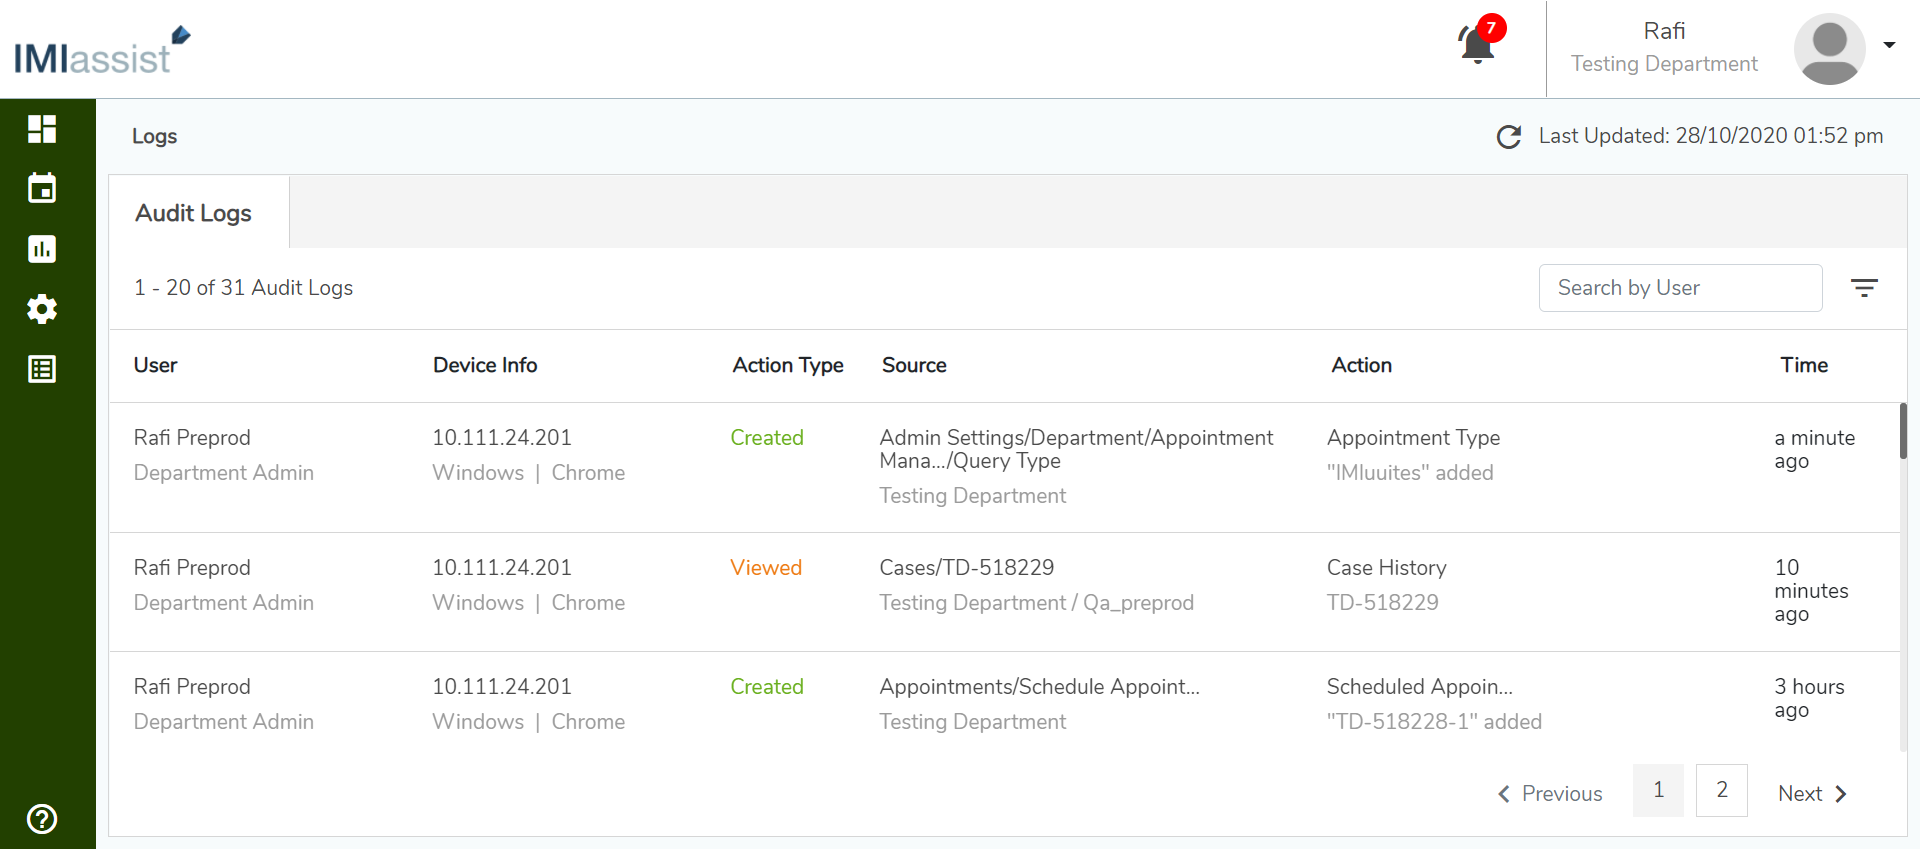 IMIassist
7
Rafi
Testing Department
Logs
Last Updated: 28/10/2020 01:52 pm
Audit Logs
1 - 20 of 31 Audit Logs
Search by User
User Device Info Action Type Source Action Time
Rafi Preprod 10.111.24.201 Created Admin Settings/Department/Appointment Appointment Type a minute
Mana.../Query Type ago
Department Admin Windows | Chrome "IMIuuites" added
Testing Department
Rafi Preprod 10.111.24.201 Viewed Cases/TD-518229 Case History 10
minutes
Department Admin Windows | Chrome Testing Department / Qa_preprod TD-518229
ago
Rafi Preprod 10.111.24.201 Created Appointments/Schedule Appoint... Scheduled Appoin... 3 hours
ago
Department Admin Windows | Chrome Testing Department "TD-518228-1" added
Previous 1 2 Next